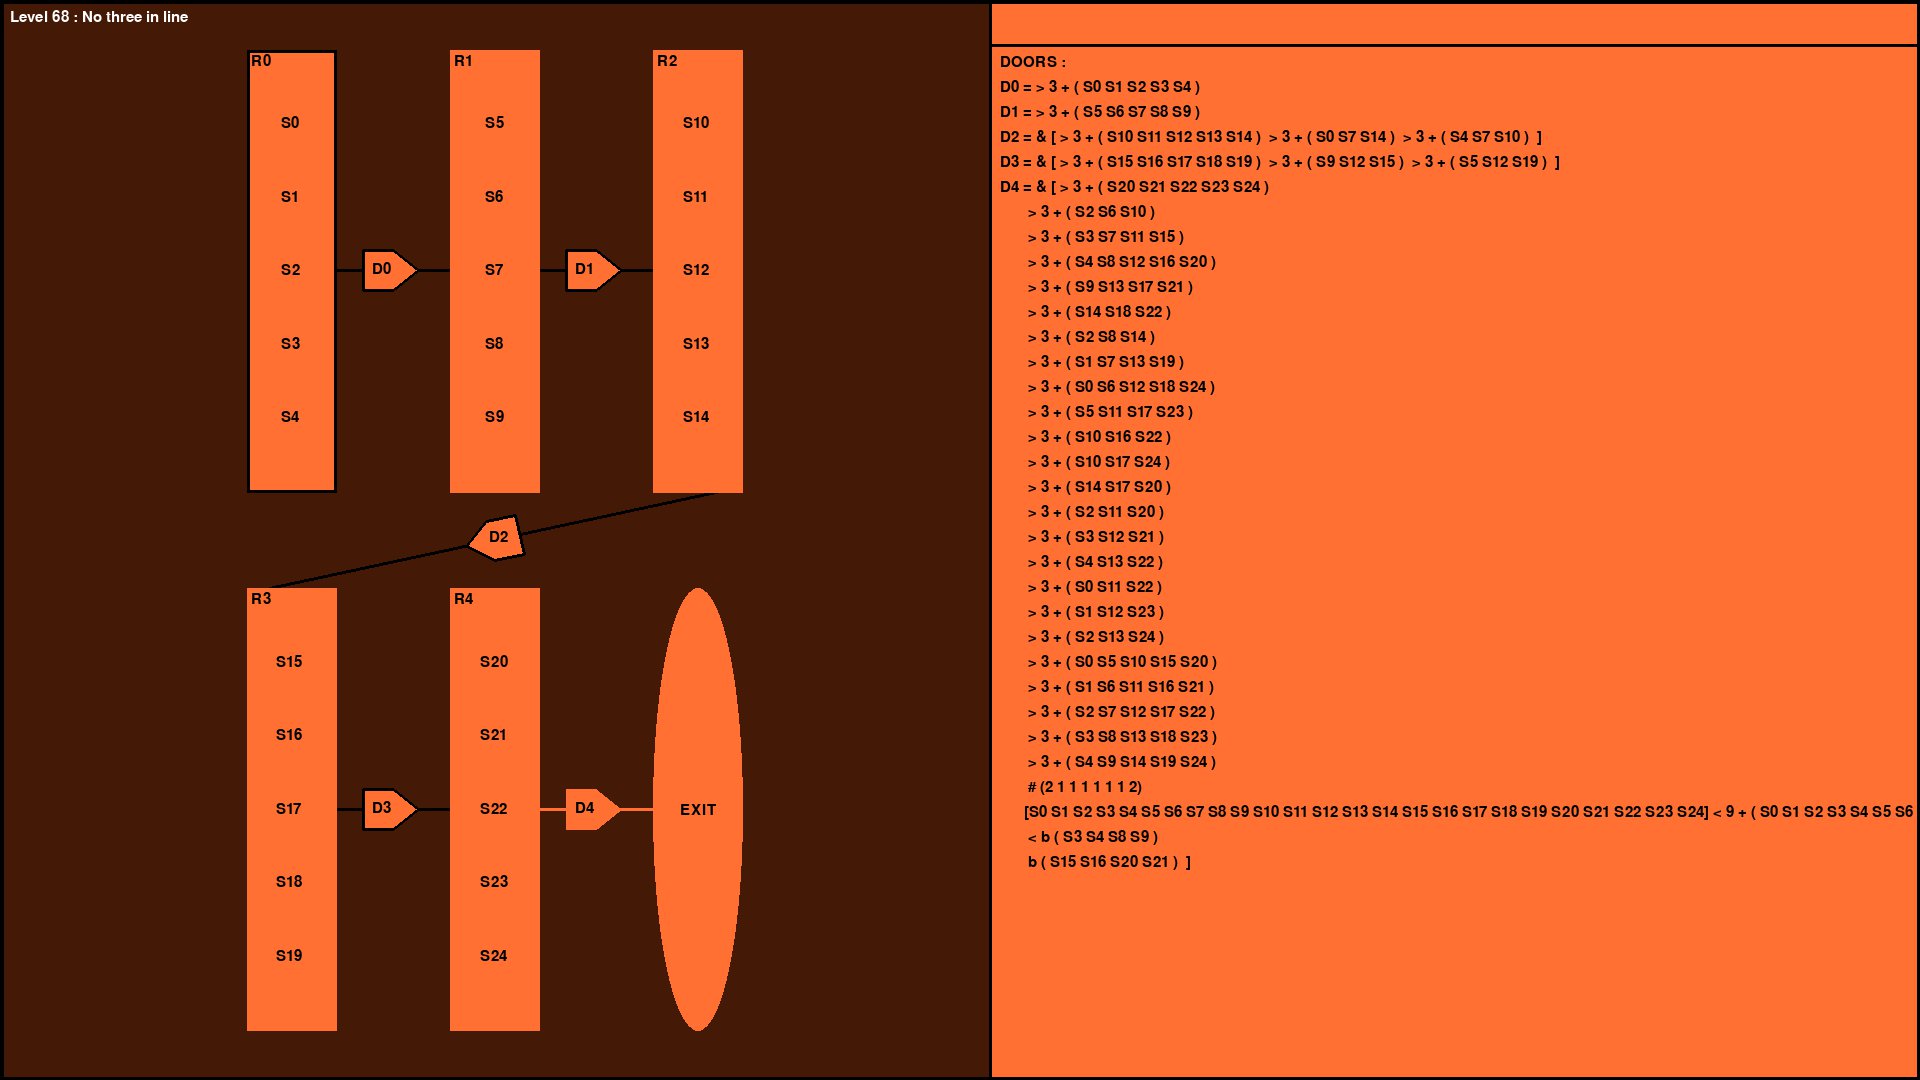 Level 68 : No three in line
R0
R1
R2
S0
S5
S10
S1
S6
S11
S2
D0
S7
D1
S12
S3
S8
S13
S4
S9
S14
D2
R3
R4
S15
S20
S16
S21
S17
D3
S22
D4
EXIT
S18
S23
S19
S24
DOORS :
D0 = > 3 + ( S0 S1 S2 S3 S4 )
D1 = > 3 + ( S5 S6 S7 S8 S9 )
D2 = & [ > 3 + ( S10 S11 S12 S13 S14 ) > 3 + ( S0 S7 S14 ) > 3 + ( S4 S7 S10 ) ]
D3 = & [ > 3 + ( S15 S16 S17 S18 S19 ) > 3 + ( S9 S12 S15 ) > 3 + ( S5 S12 S19 ) ]
D4 = & [ > 3 + ( S20 S21 S22 S23 S24 )
> 3 + ( S2 S6 S10 )
> 3 + ( S3 S7 S11 S15 )
> 3 + ( S4 S8 S12 S16 S20 )
> 3 + ( S9 S13 S17 S21 )
> 3 + ( S14 S18 S22 )
> 3 + ( S2 S8 S14 )
> 3 + ( S1 S7 S13 S19 )
> 3 + ( S0 S6 S12 S18 S24 )
> 3 + ( S5 S11 S17 S23 )
> 3 + ( S10 S16 S22 )
> 3 + ( S10 S17 S24 )
> 3 + ( S14 S17 S20 )
> 3 + ( S2 S11 S20 )
> 3 + ( S3 S12 S21 )
> 3 + ( S4 S13 S22 )
> 3 + ( S0 S11 S22 )
> 3 + ( S1 S12 S23 )
> 3 + ( S2 S13 S24 )
> 3 + ( S0 S5 S10 S15 S20 )
> 3 + ( S1 S6 S11 S16 S21 )
> 3 + ( S2 S7 S12 S17 S22 )
> 3 + ( S3 S8 S13 S18 S23 )
> 3 + ( S4 S9 S14 S19 S24 )
# (2 1 1 1 1 1 1 1 2)
[S0 S1 S2 S3 S4 S5 S6 S7 S8 S9 S10 S11 S12 S13 S14 S15 S16 S17 S18 S19 S20 S21 S22 S23 S24] < 9 + ( S0 S1 S2 S3 S4 S5 S6
< b ( S3 S4 S8 S9 )
b ( S15 S16 S20 S21 ) ]